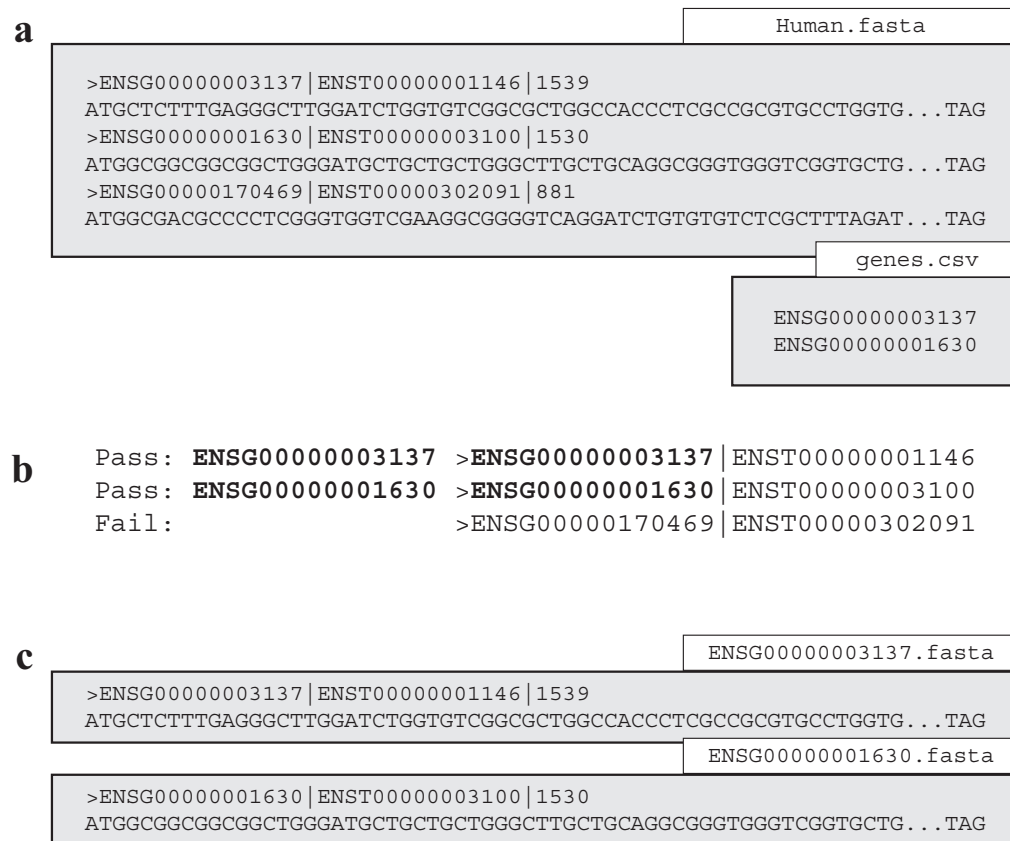 a
Human.fasta
>ENSG00000003137|ENST00000001146|1539
ATGCTCTTTGAGGGCTTGGATCTGGTGTCGGCGCTGGCCACCCTCGCCGCGTGCCTGGTG...TAG
>ENSG00000001630|ENST00000003100|1530
ATGGCGGCGGCGGCTGGGATGCTGCTGCTGGGCTTGCTGCAGGCGGGTGGGTCGGTGCTG...TAG
>ENSG00000170469|ENST00000302091|881
ATGGCGACGCCCCTCGGGTGGTCGAAGGCGGGGTCAGGATCTGTGTGTCTCGCTTTAGAT...TAG
genes.csv
ENSG00000003137
ENSG00000001630
b
Pass: ENSG00000003137 >ENSG00000003137|ENST00000001146
Pass: ENSG00000001630 >ENSG00000001630|ENST00000003100
Fail: >ENSG00000170469|ENST00000302091
c
ENSG00000003137.fasta
>ENSG00000003137|ENST00000001146|1539
ATGCTCTTTGAGGGCTTGGATCTGGTGTCGGCGCTGGCCACCCTCGCCGCGTGCCTGGTG...TAG
ENSG00000001630.fasta
>ENSG00000001630|ENST00000003100|1530
ATGGCGGCGGCGGCTGGGATGCTGCTGCTGGGCTTGCTGCAGGCGGGTGGGTCGGTGCTG...TAG